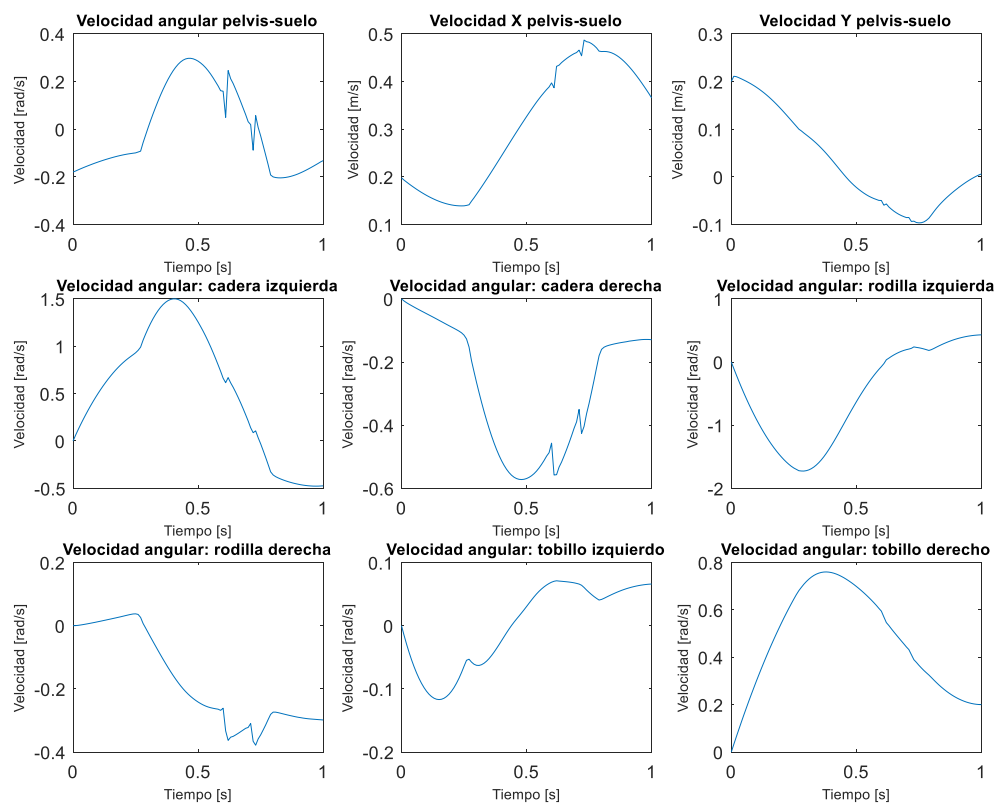 Velocidad angular pelvis-suelo
Velocidad X pelvis-suelo
Velocidad Y pelvis-suelo
0.4
0.2
0
-0.2
-0.4
Velocidad [rad/s]
0 0.5 1
Tiempo [s]
0.5
0.4
0.3
0.2
0.1
Velocidad [m/s]
0 0.5 1
Tiempo [s]
0.3
0.2
0.1
0
-0.1
Velocidad [m/s]
0 0.5 1
Tiempo [s]
Velocidad angular: cadera izquierda
Velocidad angular: cadera derecha
Velocidad angular: rodilla izquierda
1.5
1
0.5
0
-0.5
Velocidad [rad/s]
0 0.5 1
Tiempo [s]
0
-0.2
-0.4
-0.6
Velocidad [rad/s]
0 0.5 1
Tiempo [s]
1
0
-1
-2
Velocidad [rad/s]
0 0.5 1
Tiempo [s]
Velocidad angular: rodilla derecha
Velocidad angular: tobillo izquierdo
Velocidad angular: tobillo derecho
0.2
0
-0.2
-0.4
Velocidad [rad/s]
0 0.5 1
Tiempo [s]
0.1
0
-0.1
-0.2
Velocidad [rad/s]
0 0.5 1
Tiempo [s]
0.8
0.6
0.4
0.2
0
Velocidad [rad/s]
0 0.5 1
Tiempo [s]